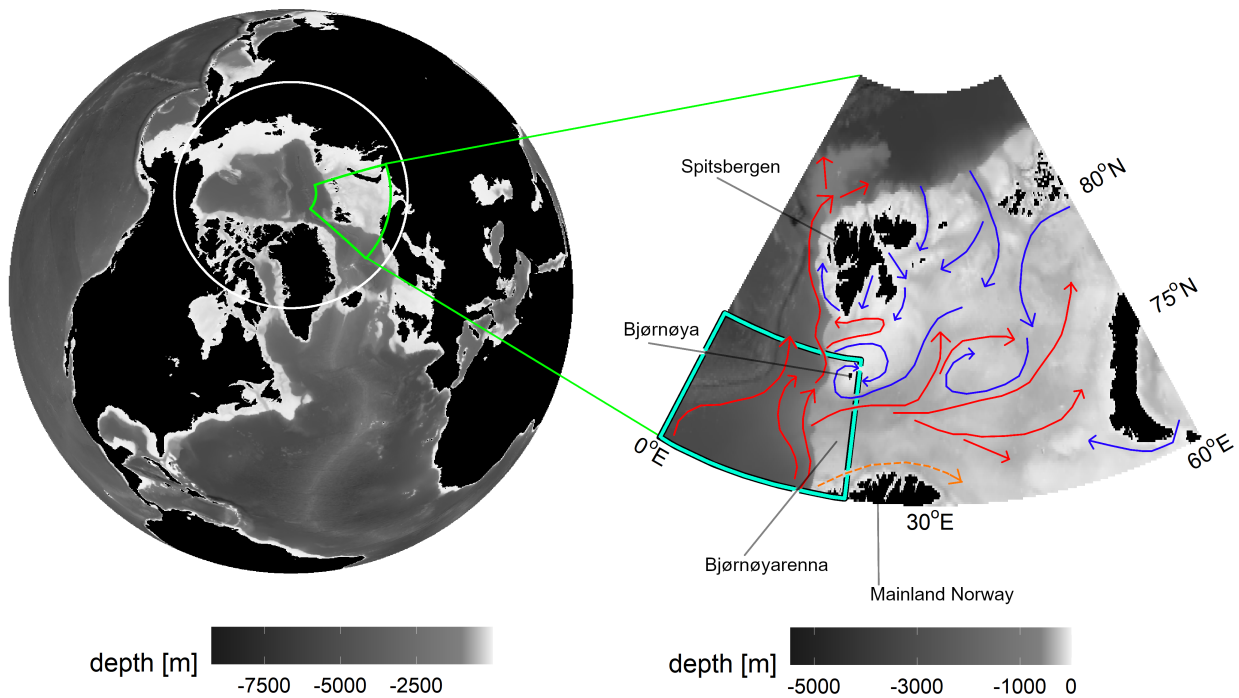 Spitsbergen
80°N
75°N
Bjørnøya
0°E
60°E
30°E
Bjørnøyarenna
Mainland Norway
depth [m]
-7500 -5000 -2500
depth [m]
-5000 -3000 -1000 0